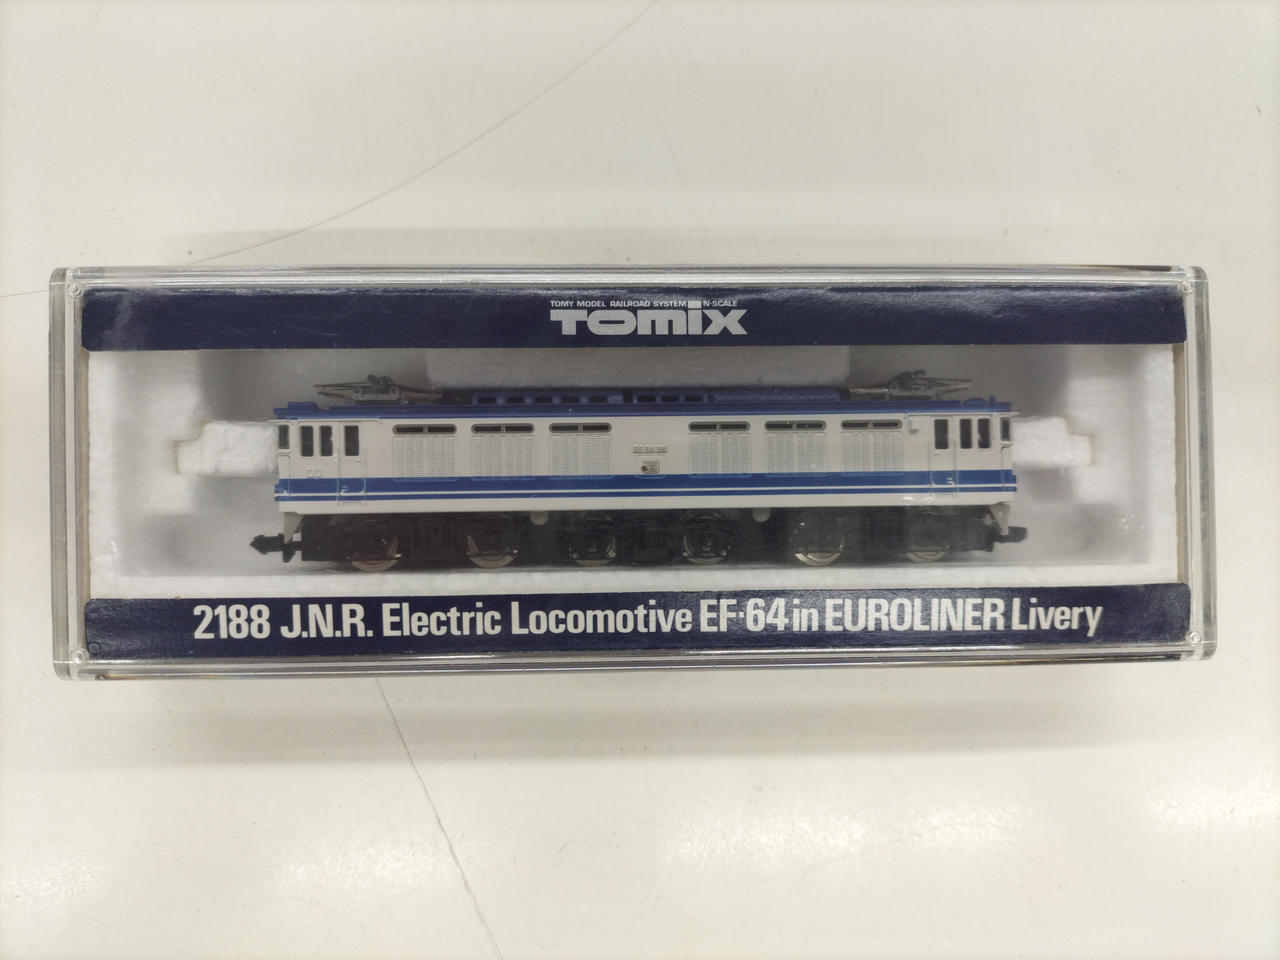 TOMY MODEL RAILROAD SYSTEM N-SCALE
TOMIX
2188 J.N.R. Electric Locomotive EF·64 in EUROLINER Livery